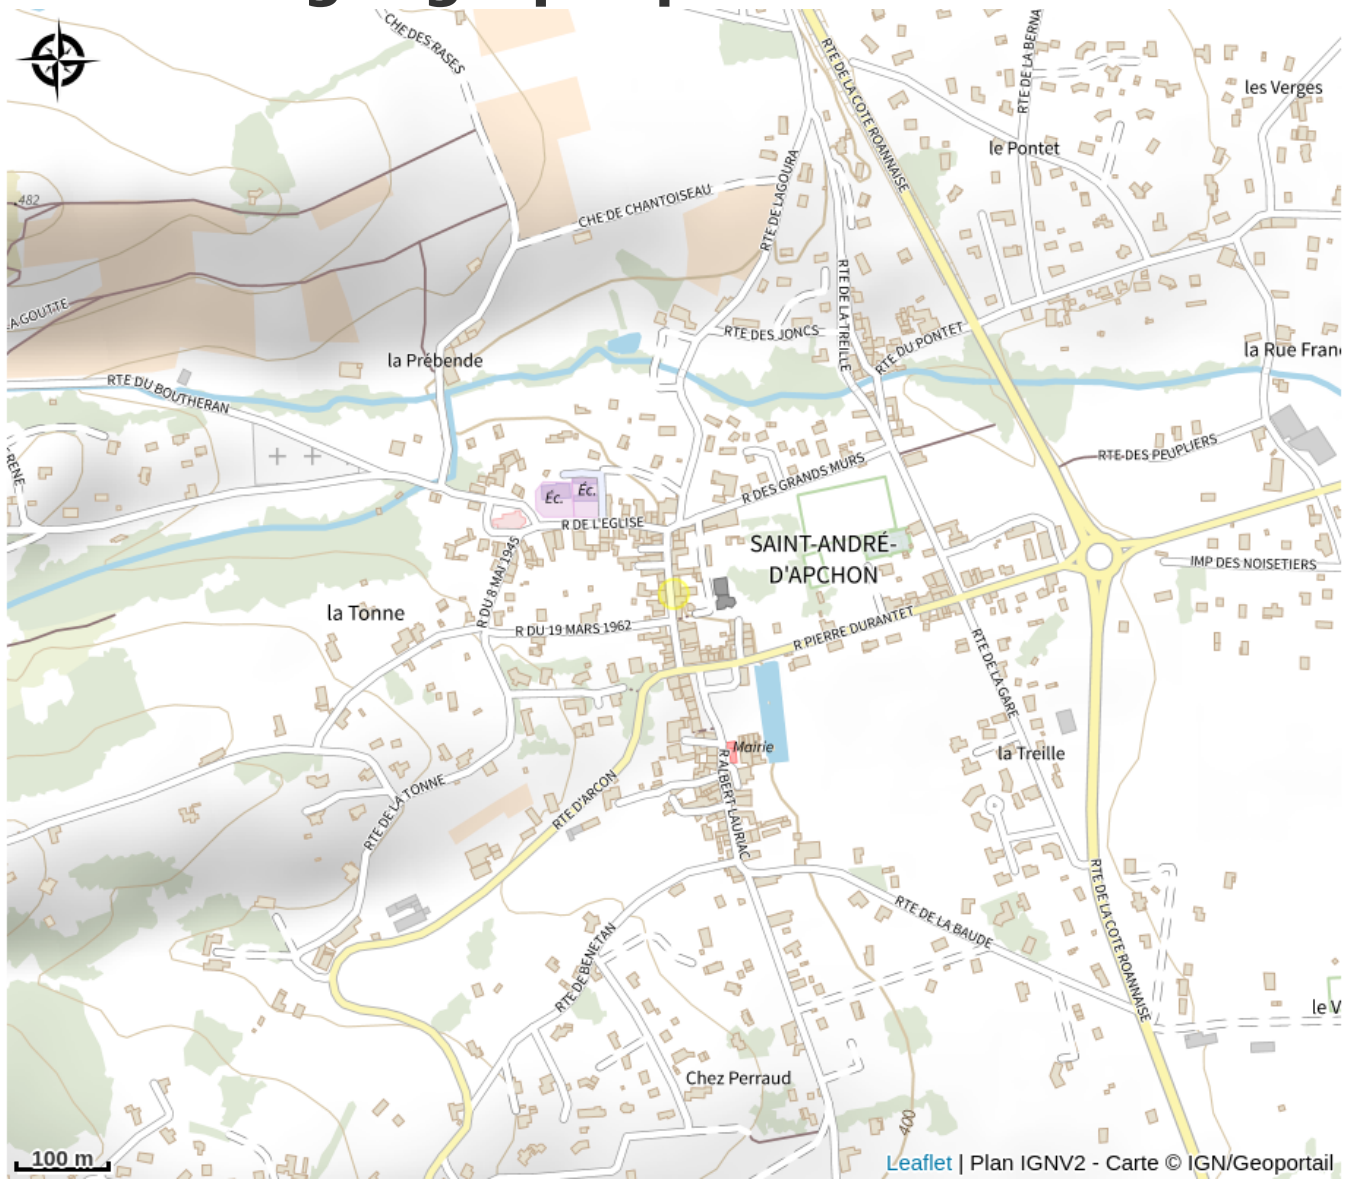 CHE DES RASES
RTE DE LA COTE ROANNAISE
RTE DE LA BERNA
les Verges
le Pontet
482
CHE DE CHANTOISEAU
RTE DE LAGOURA
LA GOUTTE
RTE DE LA TREILLE
RTE DES JONCS
RTE DU PONTET
la Prébende
la Rue Fran
RTE DU BOUTHERAN
RENE
RTE DES PEUPLIERS
R DES GRANDS MURS
Éc.
Éc.
R DE L'EGLISE
SAINT-ANDRÉ-
D'APCHON
IMP DES NOISETIERS
R DU 8 MAI 1945
la Tonne
R DU 19 MARS 1962
R PIERRE DURANTET
RTE DE LA GARE
Mairie
la Treille
R ALBERT LAURIAC
RTE DE LA TONNE
RTE D'ARCON
RTE DE LA COTE ROANNAISE
RTE DE LA BAUDE
RTE DE BENETAN
le V
Chez Perraud
400
100 m
Leaflet | Plan IGNV2 - Carte © IGN/Geoportail